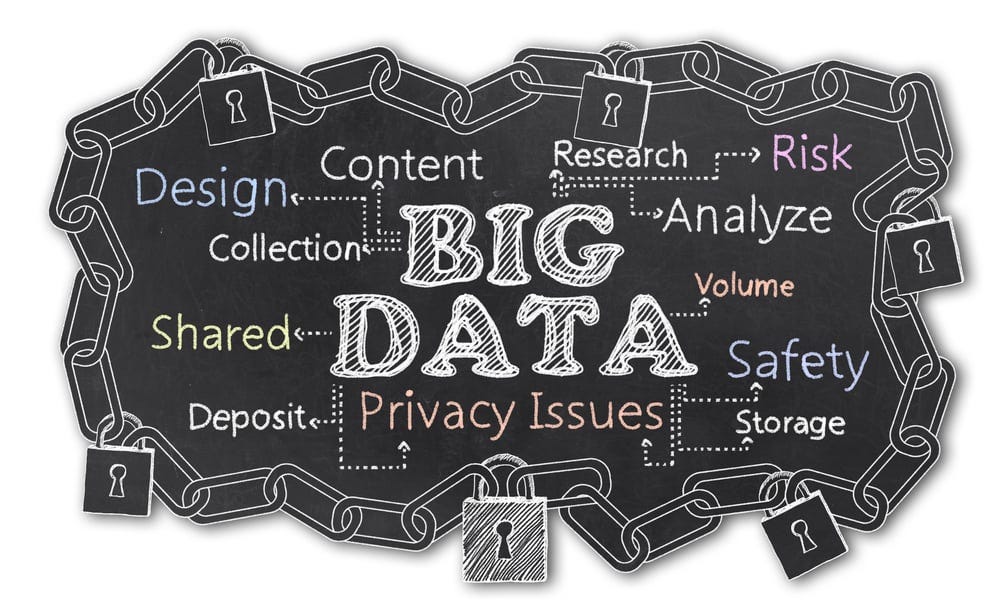 Content
Research
Risk
Design
Analyze
Collection
BIG
DATA
Volume
Shared
Safety
Deposit
Privacy Issues
Storage